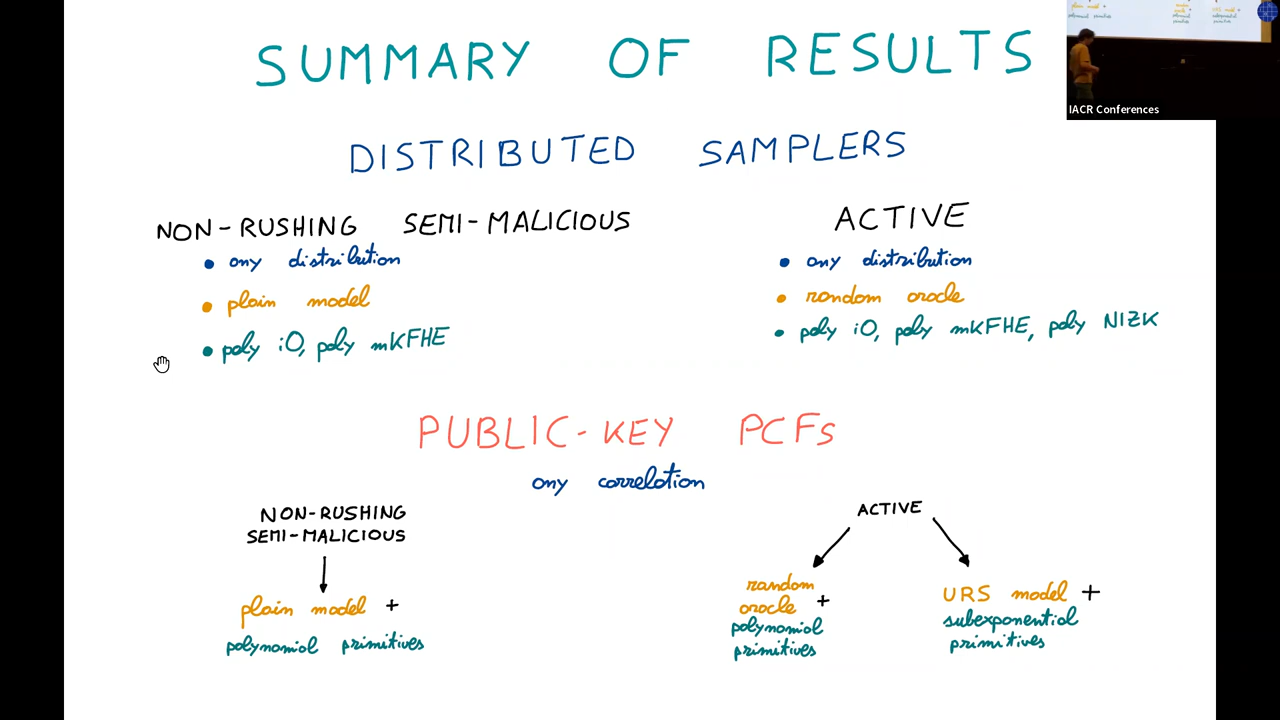 SUMMARY OF RESULTS
IACR Conferences
DISTRIBUTED SAMPLERS
NON-RUSHING SEMI-MALICIOUS
• any distribution
• plain model
• poly iO, poly mKFHE
ACTIVE
• any distribution
• random oracle
• poly iO, poly mKFHE, poly NIZK
PUBLIC-KEY PCFs
any correlation
NON-RUSHING
SEMI-MALICIOUS
plain model +
polynomial primitives
ACTIVE
random
oracle +
polynomial
primitives
URS model +
subexponential
primitives